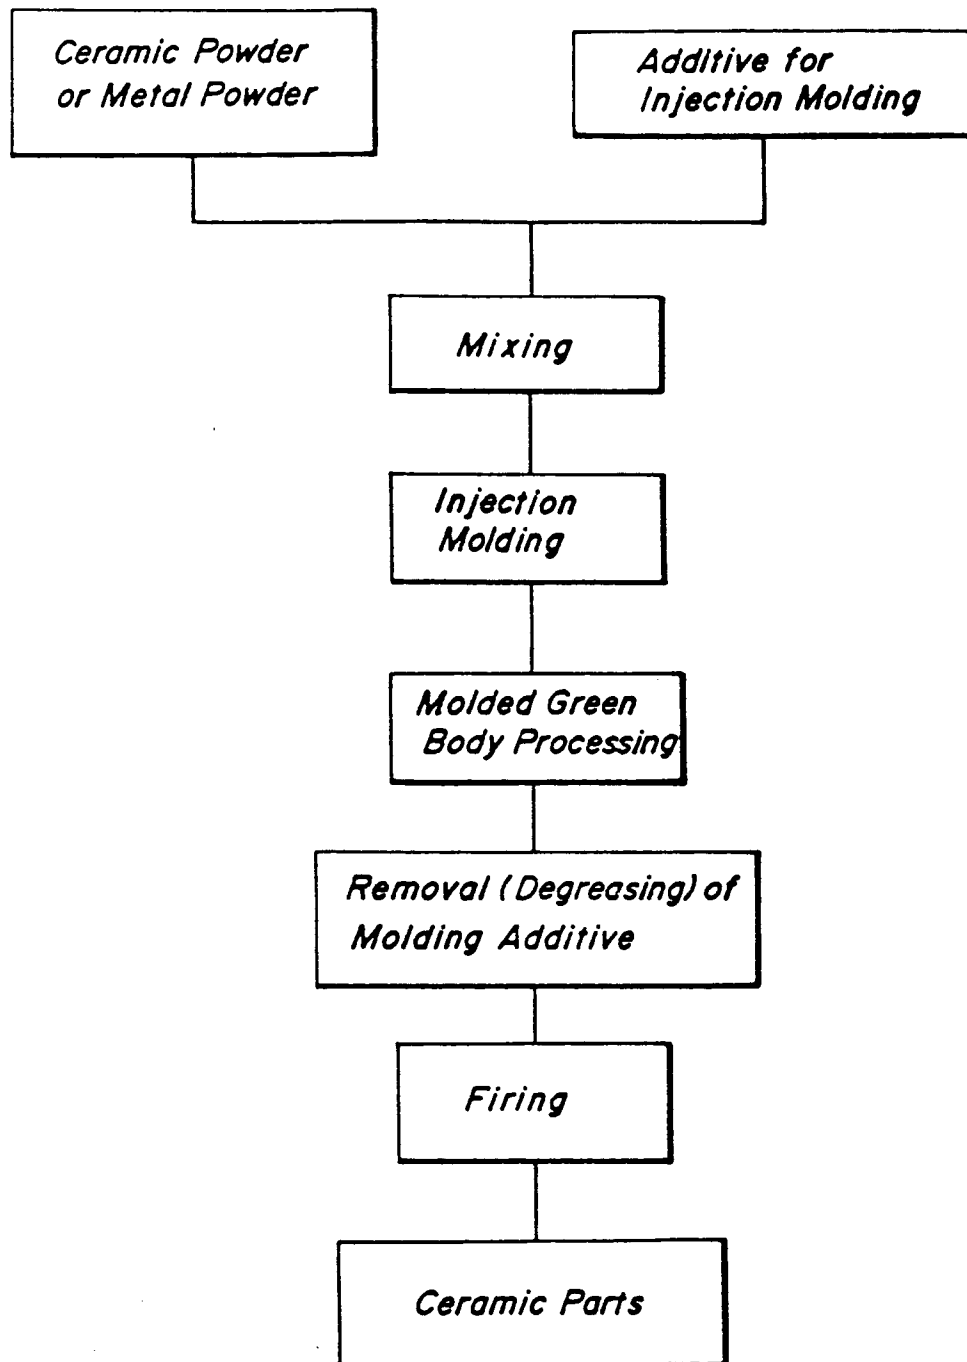 Ceramic Powder
or Metal Powder
Additive for
Injection Molding
Mixing
Injection
Molding
Molded Green
Body Processing
Removal (Degreasing) of
Molding Additive
Firing
Ceramic Parts